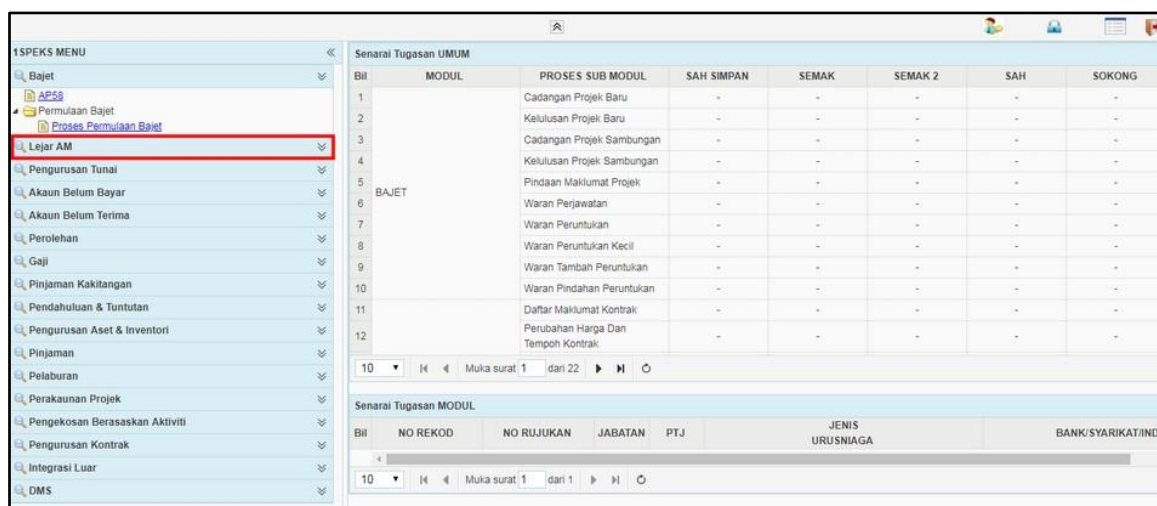 1SPEKS MENU
Bajet
AP58
Permulaan Bajet
Proses Permulaan Bajet
Lejar AM
Pengurusan Tunai
Akaun Belum Bayar
Akaun Belum Terima
Perolehan
Gaji
Pinjaman Kakitangan
Pendahuluan & Tuntutan
Pengurusan Aset & Inventori
Pinjaman
Pelaburan
Perakaunan Projek
Pengekosan Berasaskan Aktiviti
Pengurusan Kontrak
Integrasi Luar
DMS
Senarai Tugasan UMUM
Bil MODUL PROSES SUB MODUL SAH SIMPAN SEMAK SEMAK 2 SAH SOKONG
1 Cadangan Projek Baru - - - - -
2 Kelulusan Projek Baru - - - - -
3 Cadangan Projek Sambungan - - - - -
4 Kelulusan Projek Sambungan - - - - -
5 Pindaan Maklumat Projek - - - - -
BAJET
6 Waran Perjawatan - - - - -
7 Waran Peruntukan - - - - -
8 Waran Peruntukan Kecil - - - - -
9 Waran Tambah Peruntukan - - - - -
10 Waran Pindahan Peruntukan - - - - -
11 Daftar Maklumat Kontrak - - - - -
12 Perubahan Harga Dan - - - - -
Tempoh Kontrak
10 Muka surat 1 dari 22
Senarai Tugasan MODUL
Bil NO REKOD NO RUJUKAN JABATAN PTJ JENIS
URUSNIAGA BANK/SYARIKAT/IND
10 Muka surat 1 dari 1